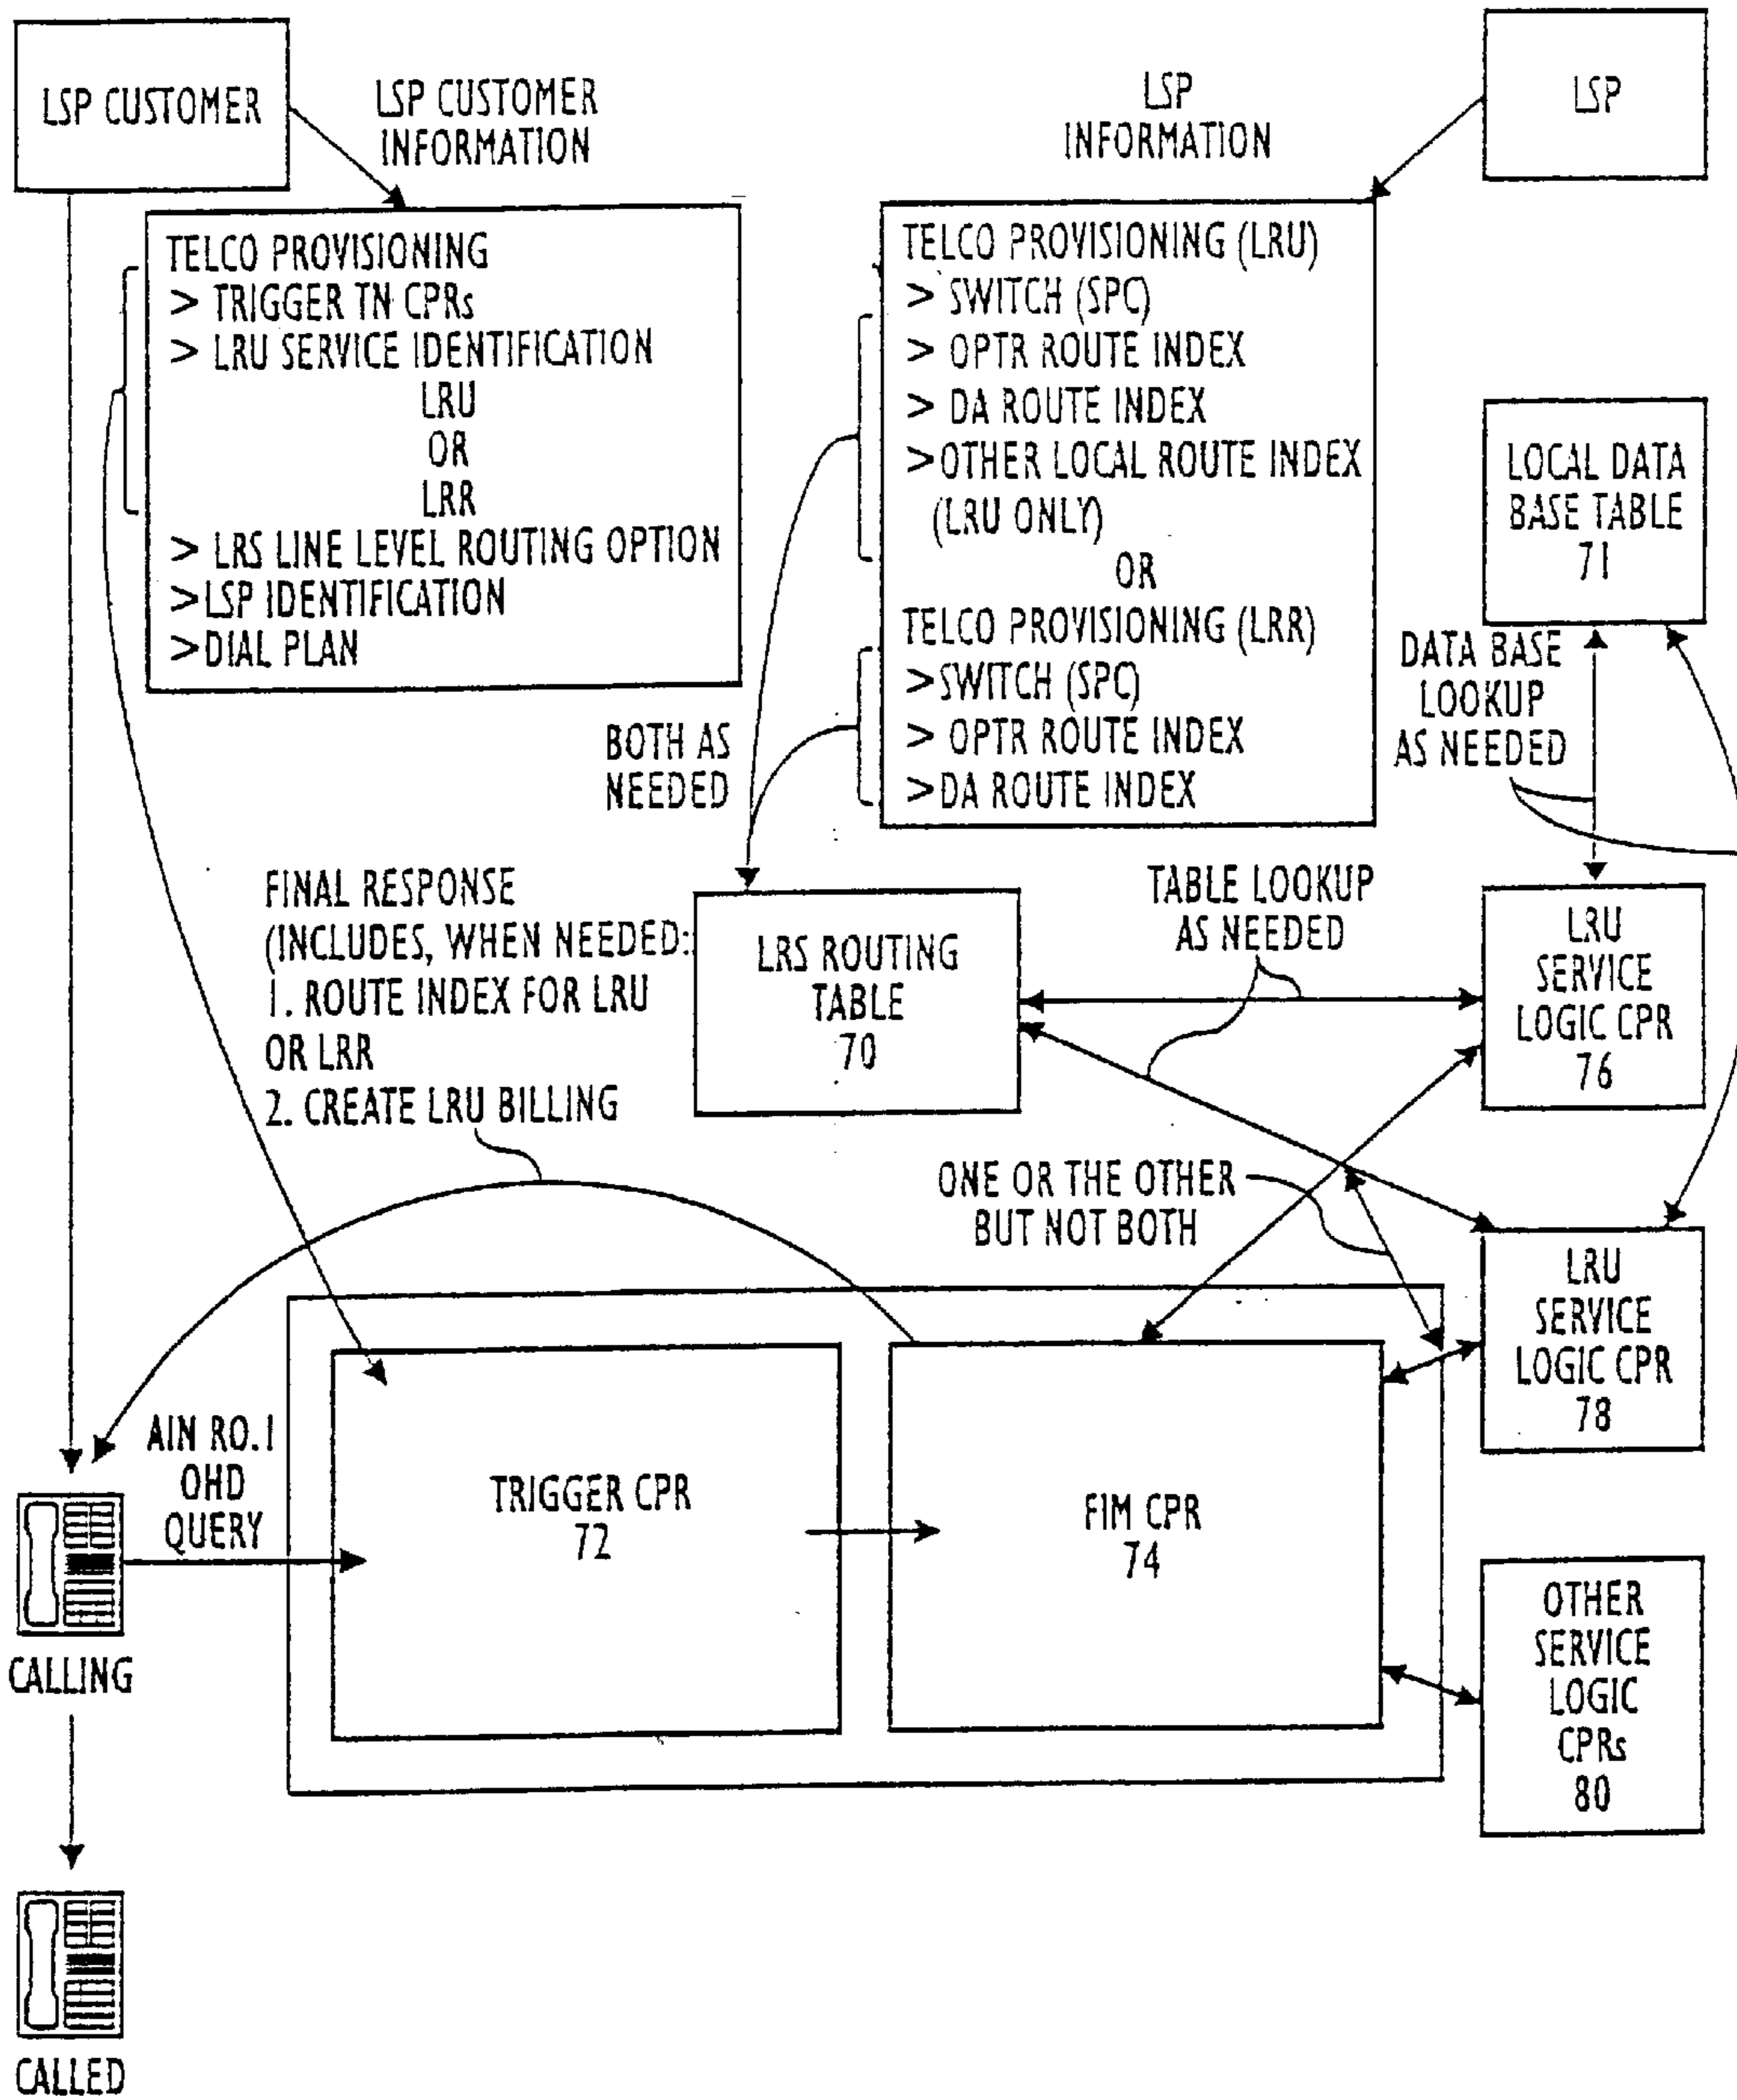 LSP CUSTOMER
LSP CUSTOMER
INFORMATION
LSP
INFORMATION
LSP
TELCO PROVISIONING
> TRIGGER TN CPRs
> LRU SERVICE IDENTIFICATION
LRU
OR
LRR
> LRS LINE LEVEL ROUTING OPTION
>LSP IDENTIFICATION
>DIAL PLAN
TELCO PROVISIONING (LRU)
> SWITCH (SPC)
> OPTR ROUTE INDEX
> DA ROUTE INDEX
>OTHER LOCAL ROUTE INDEX
(LRU ONLY)
OR
TELCO PROVISIONING (LRR)
>SWITCH (SPC)
> OPTR ROUTE INDEX
>DA ROUTE INDEX
LOCAL DATA
BASE TABLE
71
DATA BASE
LOOKUP
AS NEEDED
BOTH AS
NEEDED
FINAL RESPONSE
(INCLUDES, WHEN NEEDED:
1. ROUTE INDEX FOR LRU
OR LRR
2. CREATE LRU BILLING
LRS ROUTING
TABLE
70
TABLE LOOKUP
AS NEEDED
LRU
SERVICE
LOGIC CPR
76
ONE OR THE OTHER
BUT NOT BOTH
LRU
SERVICE
LOGIC CPR
78
AIN RO.1
OHD
QUERY
TRIGGER CPR
72
FIM CPR
74
OTHER
SERVICE
LOGIC
CPRs
80
CALLING
CALLED